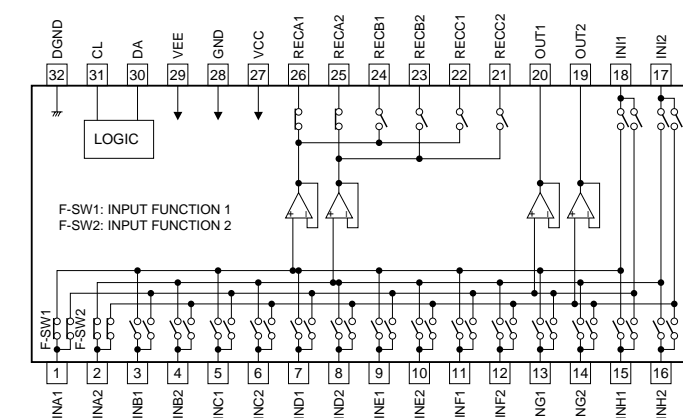 DGND
CL
DA
VEE
GND
VCC
RECA1
RECA2
RECB1
RECB2
RECC1
RECC2
OUT1
OUT2
INI1
INI2
32
31
30
29
28
27
26
25
24
23
22
21
20
19
18
17
LOGIC
F-SW1: INPUT FUNCTION 1
F-SW2: INPUT FUNCTION 2
+
−
+
−
+
−
+
−
F-SW1
F-SW2
1
2
3
4
5
6
7
8
9
10
11
12
13
14
15
16
INA1
INA2
INB1
INB2
INC1
INC2
IND1
IND2
INE1
INE2
INF1
INF2
NG1
NG2
INH1
INH2